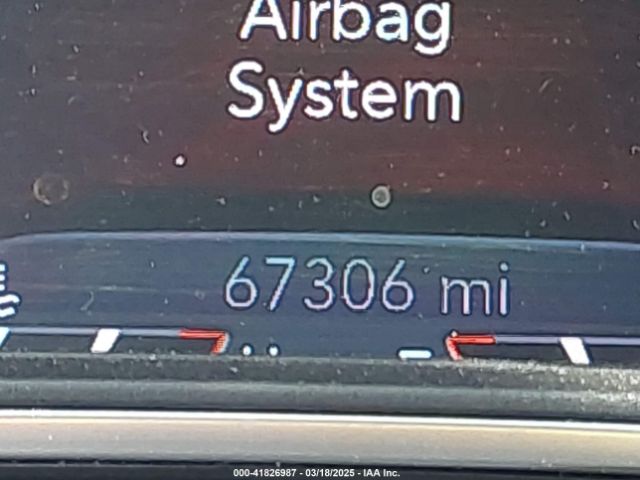 Airbag
System
67306 mi
000-41826987 - 03/18/2025 - IAA Inc.